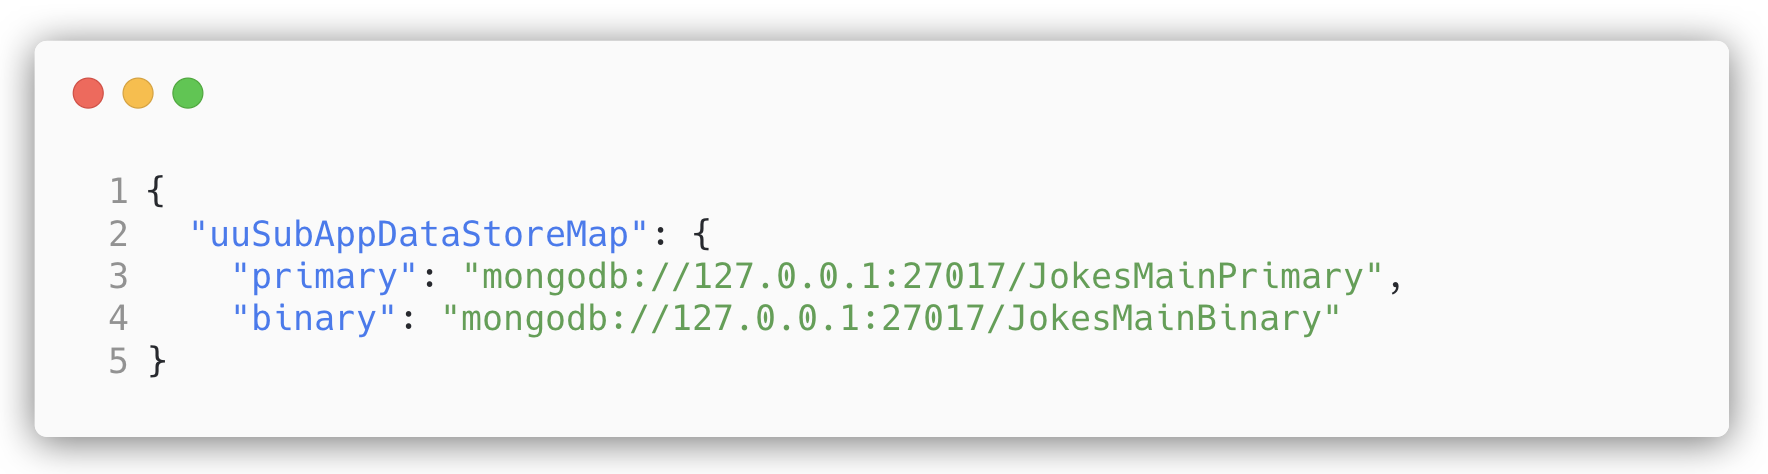 1 {
2   "uuSubAppDataStoreMap": {
3     "primary": "mongodb://127.0.0.1:27017/JokesMainPrimary",
4     "binary": "mongodb://127.0.0.1:27017/JokesMainBinary"
5 }